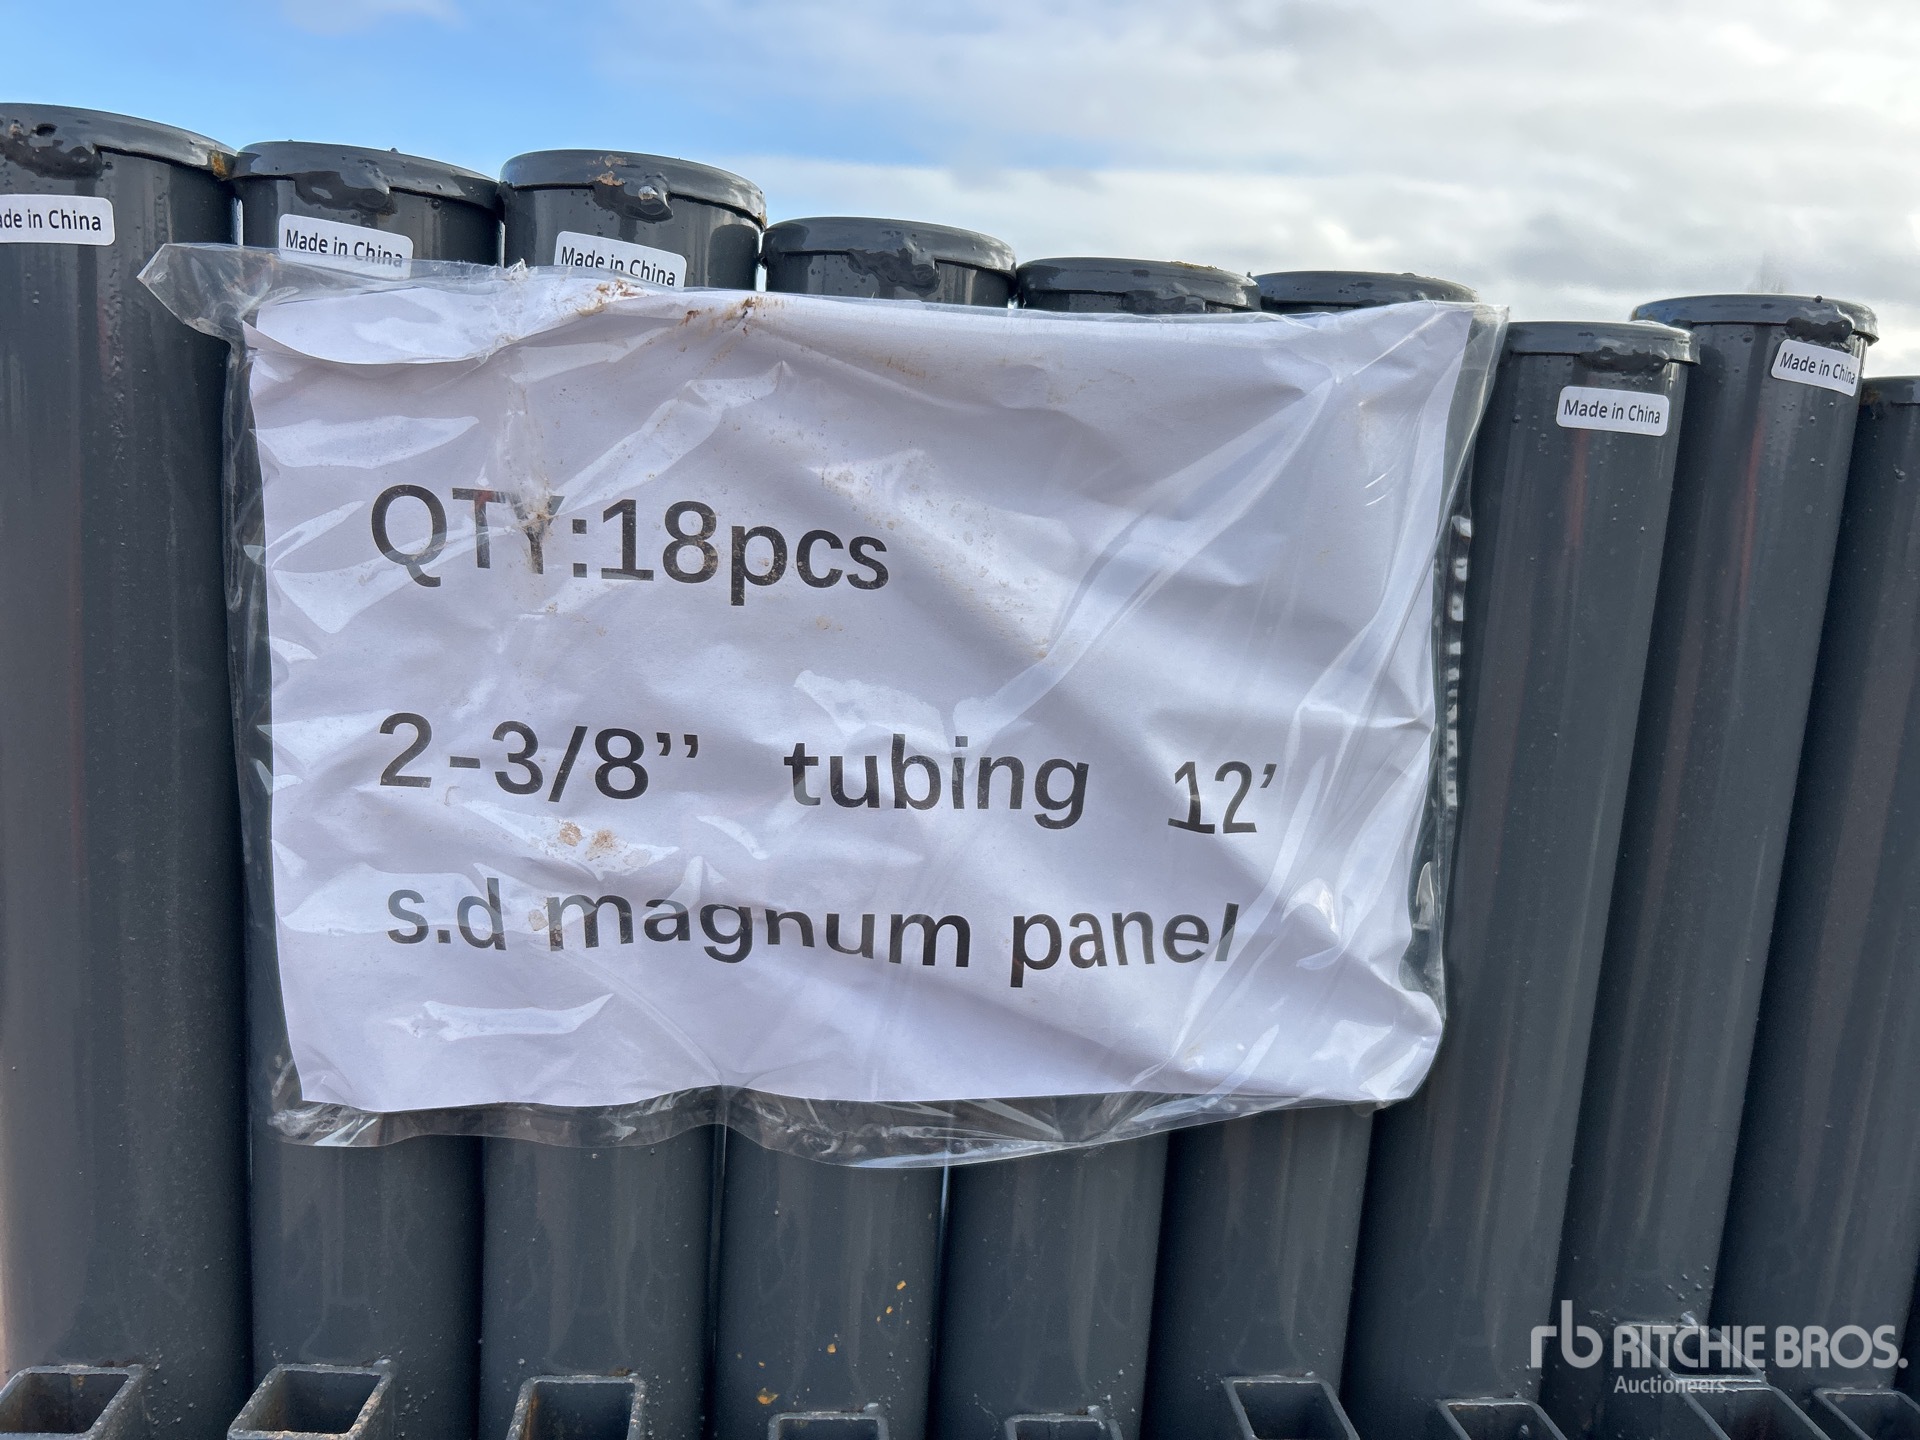 Made in China
Made in China
Made in China
Made in China
Made in China
QTY:18pcs
2-3/8” tubing 12’
s.d magnum panel
rb RITCHIE BROS.
Auctioneers